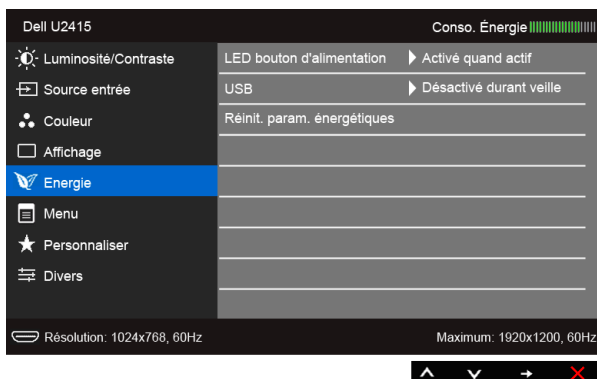 Dell U2415
Conso. Énergie
Luminosité/Contraste
Source entrée
Couleur
Affichage
Energie
Menu
Personnaliser
Divers
LED bouton d'alimentation
Activé quand actif
USB
Désactivé durant veille
Réinit. param. énergétiques
Résolution: 1024x768, 60Hz
Maximum: 1920x1200, 60Hz